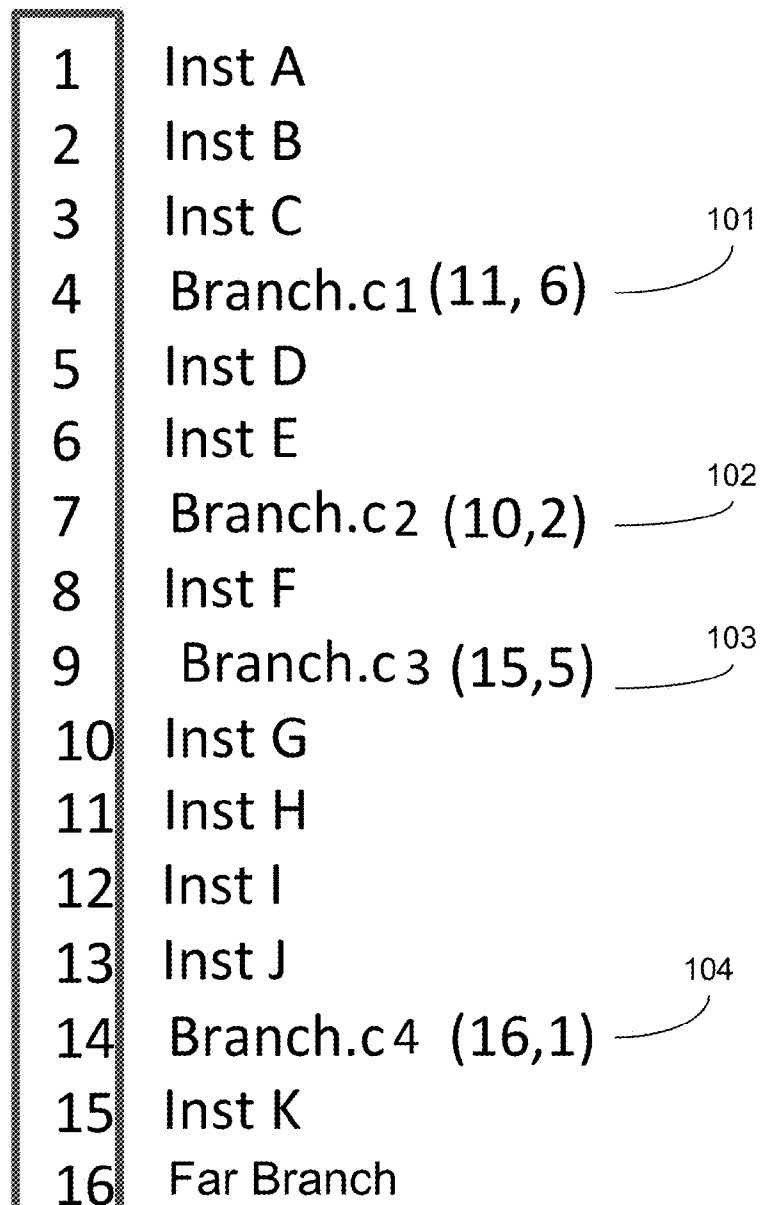 1 Inst A
2 Inst B
3 Inst C
101
4 Branch.c1 (11, 6)
5 Inst D
6 Inst E
102
7 Branch.c2 (10,2)
8 Inst F
103
9 Branch.c3 (15,5)
10 Inst G
11 Inst H
12 Inst I
13 Inst J
104
14 Branch.c4 (16,1)
15 Inst K
16 Far Branch